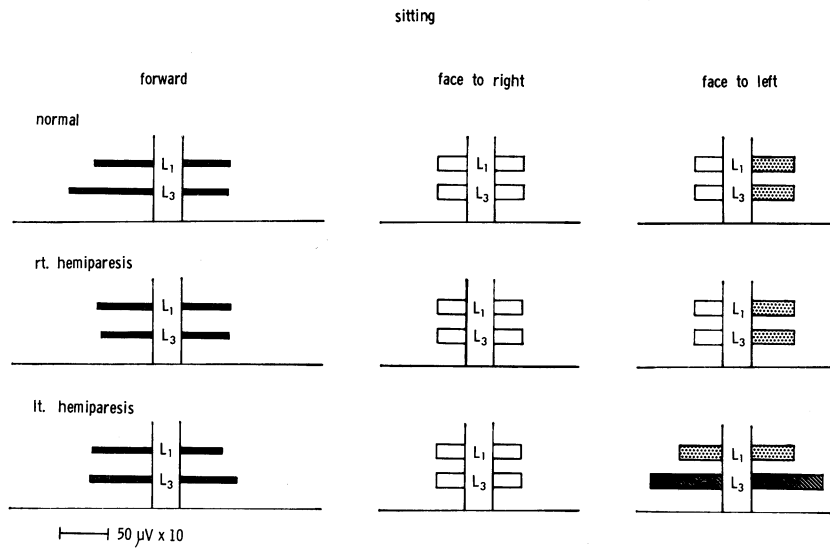 sitting
forward face to right face to left
normal
L₁ L₁ L₁
L₃ L₃ L₃
rt. hemiparesis
L₁ L₁ L₁
L₃ L₃ L₃
lt. hemiparesis
L₁ L₁ L₁
L₃ L₃ L₃
50 μV x 10